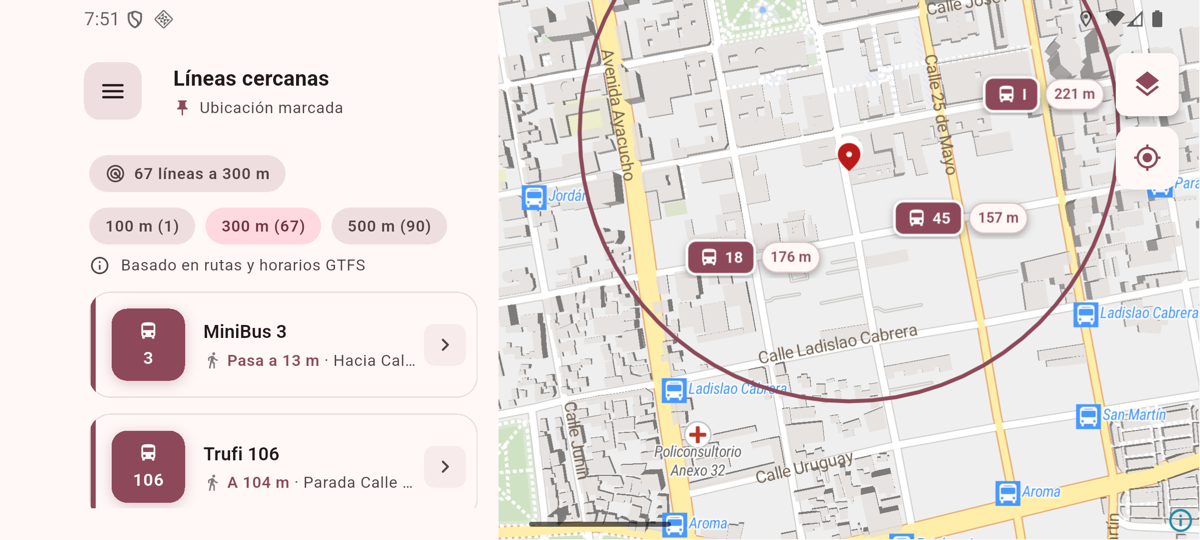 7:51
Líneas cercanas
Ubicación marcada
67 líneas a 300 m
100 m (1)
300 m (67)
500 m (90)
Basado en rutas y horarios GTFS
3
MiniBus 3
Pasa a 13 m · Hacia Cal...
106
Trufi 106
A 104 m · Parada Calle ...
Calle José
Avenida Ayacucho
Calle 25 de Mayo
I
221 m
Jordán
Para
45
157 m
18
176 m
Ladislao Cabrera
Calle Ladislao Cabrera
Ladislao Cabrera
San-Martín
Calle Junín
Policonsultorio
Anexo 32
Calle Uruguay
Aroma
Aroma